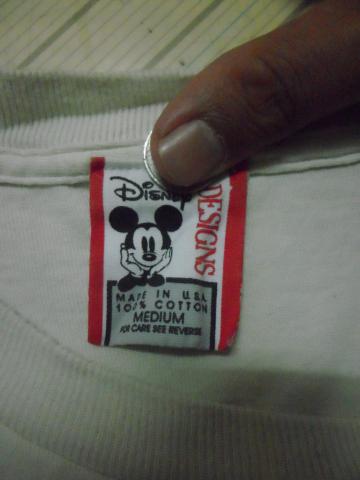 Disney
DESIGNS
MADE IN U.S.A.
100% COTTON
MEDIUM
FOR CARE SEE REVERSE